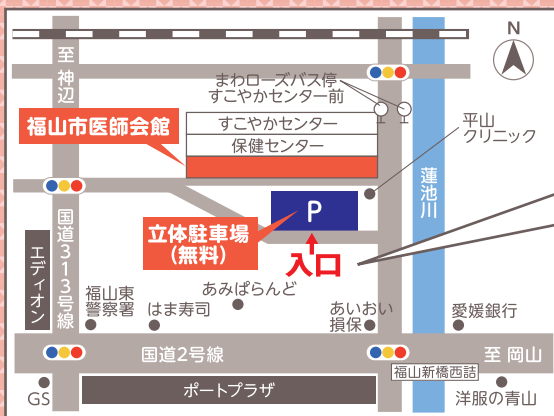 N
至 神辺
まわローズバス停
すこやかセンター前
福山市医師会館
すこやかセンター
保健センター
平山
クリニック
蓮池川
P
立体駐車場
(無料)
入口
国道313号線
エディオン
福山東
警察署
はま寿司
あみぱらんど
あいおい
損保
愛媛銀行
国道2号線
至 岡山
福山新橋西詰
GS
ポートプラザ
洋服の青山